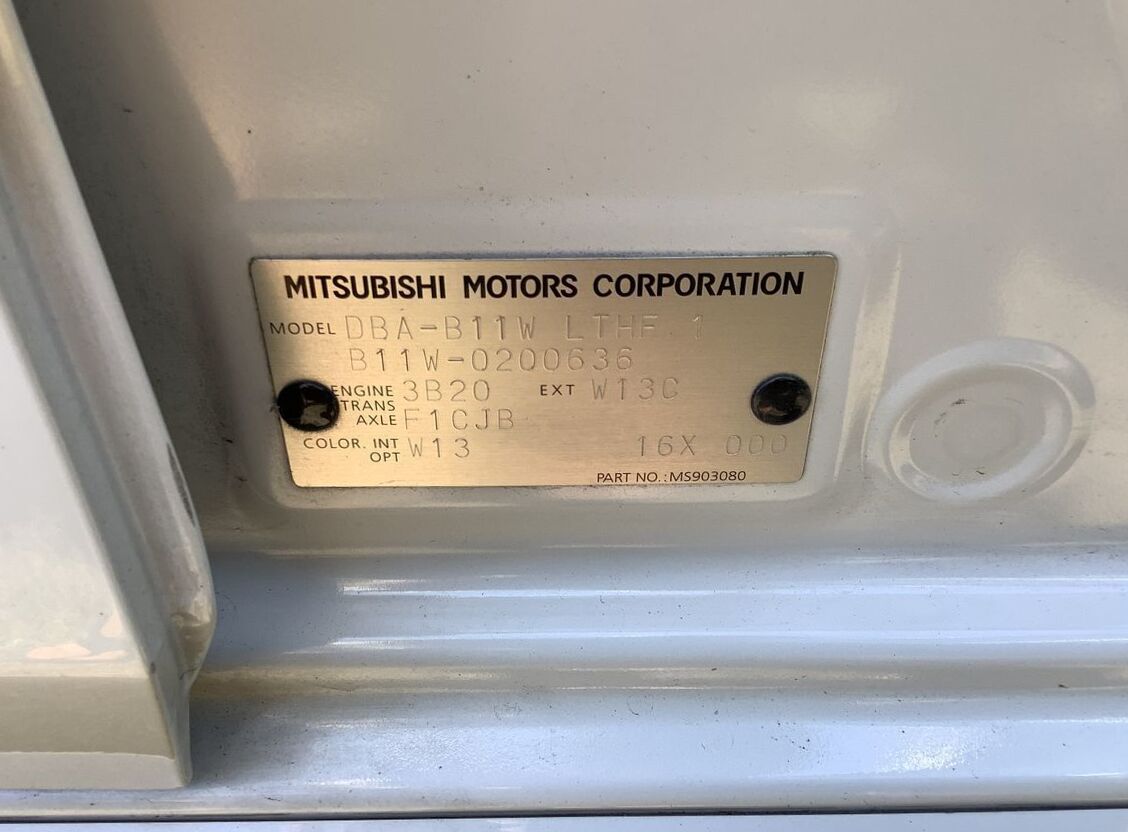 MITSUBISHI MOTORS CORPORATION
MODEL DBA-B11W LTHF 1
B11W-0200636
ENGINE 3B20 EXT W13C
TRANS
AXLE F1CJB
COLOR. INT W13 16X 000
OPT
PART NO.:MS903080